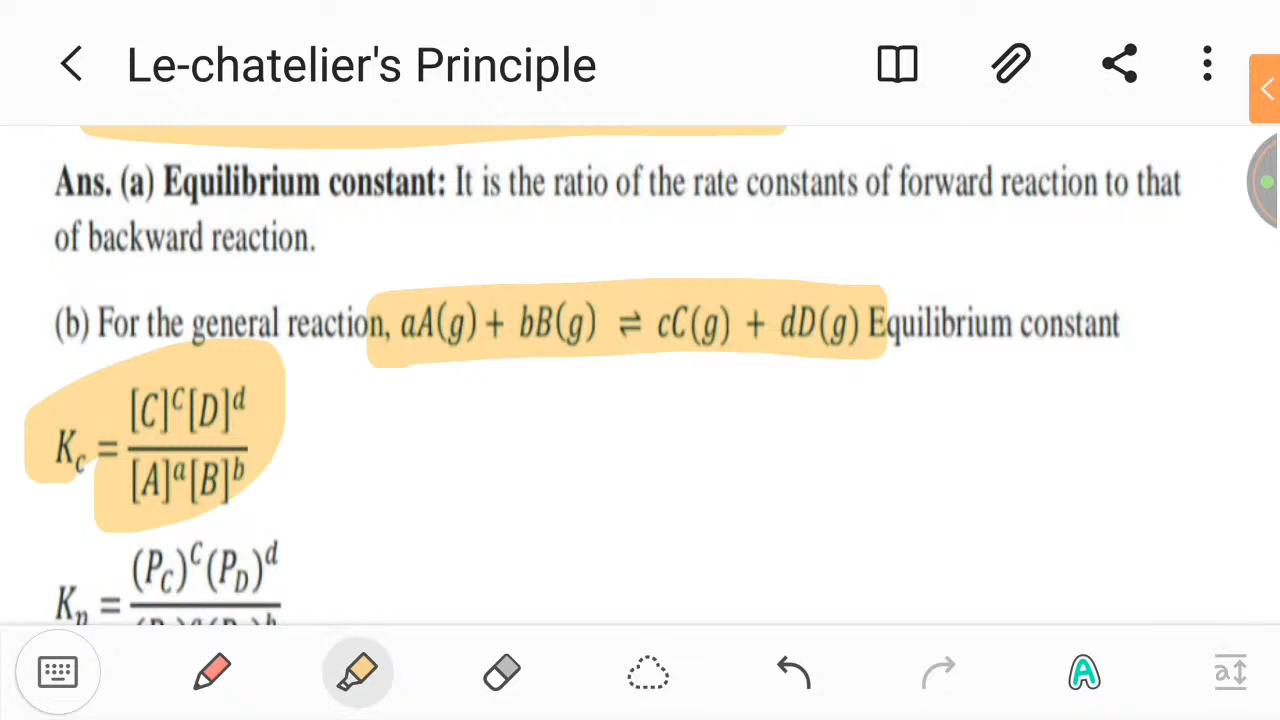 Le-chatelier's Principle
Ans. (a) Equilibrium constant: It is the ratio of the rate constants of forward reaction to that
of backward reaction.
(b) For the general reaction, aA(g) + bB(g) ⇌ cC(g) + dD(g) Equilibrium constant
K_c = [C]^C[D]^d / [A]^a[B]^b
K_p = (P_C)^C(P_D)^d
A
a